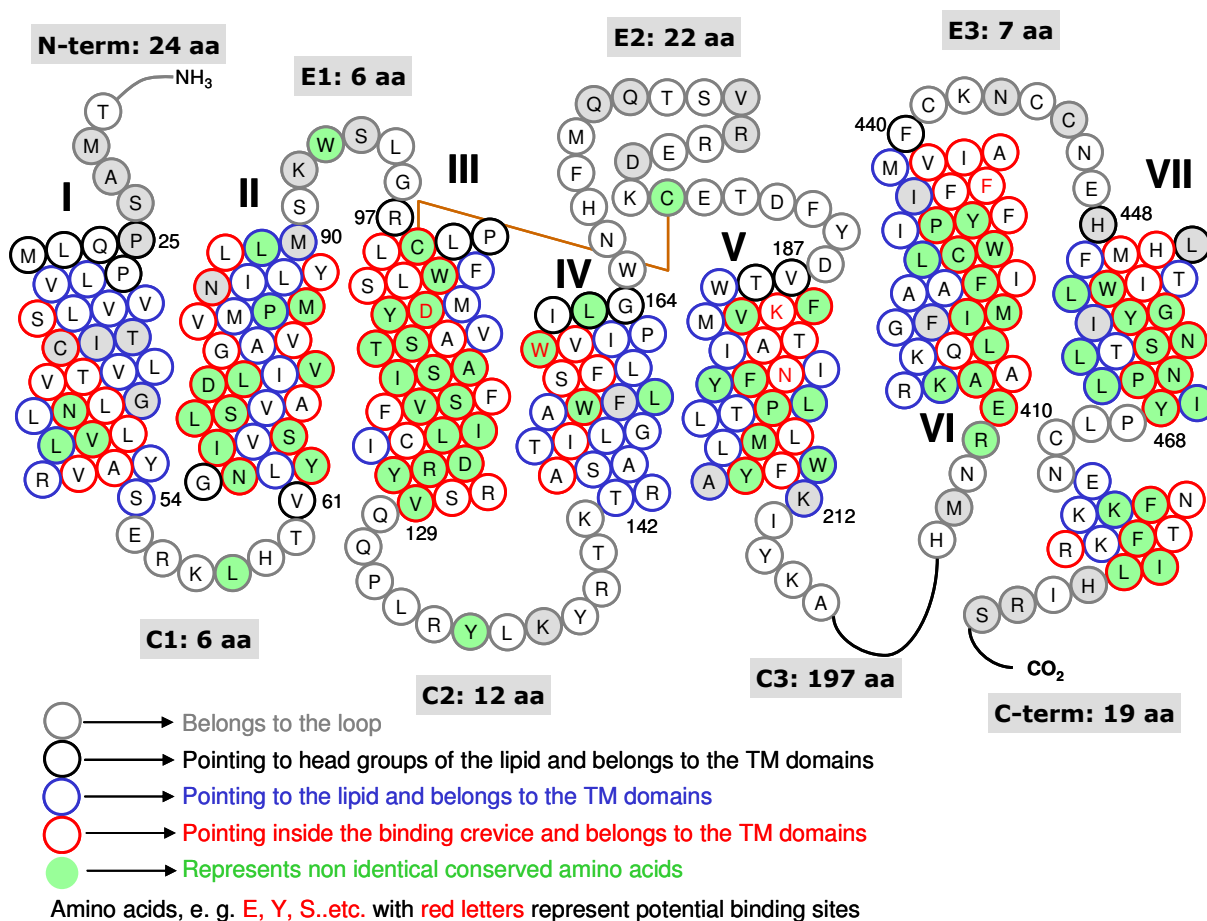 N-term: 24 aa
E1: 6 aa
E2: 22 aa
E3: 7 aa
NH3
T
M
A
S
P 25
I
M L Q
V L P
S L V V
C I T
V T V L
L N L G
L V L
R V A Y
S 54
E R K L H T
C1: 6 aa
V 61
II
L L M 90
N I L Y
V M P M
G A V
D L I V
L S V A
I V S
G N L Y
S K W S L G
R 97
III
L C L P
S L W F
Y D M
T S A V
I S A
F V S F
I C L I
Y R D
V S R
129
Q Q P L R Y L K Y R T K
C2: 12 aa
IV
I L G 164
W V I P
S F L
A W F L
T I L G
A S A
T R
142
W N H F M Q Q T S V
R R E D
K C E T D F Y D
V
187
W T V
M V K F
I A T
Y F N I
L T P L
L M L
A Y F W
K 212
I Y K A
C3: 197 aa
H M N R
E 410
VI
440 F
M V I A
I F F
I P Y F
L C W
A A F I
G F I M
K Q L
R K A A
C K N C C N E
H 448
VII
F M H L
L W I T
I Y G
L T S N
L P N
Y I
468
P L C N
E
K K F N
R K F T
L I
H I R S
CO2
C-term: 19 aa
Belongs to the loop
Pointing to head groups of the lipid and belongs to the TM domains
Pointing to the lipid and belongs to the TM domains
Pointing inside the binding crevice and belongs to the TM domains
Represents non identical conserved amino acids
Amino acids, e. g. E, Y, S..etc. with red letters represent potential binding sites